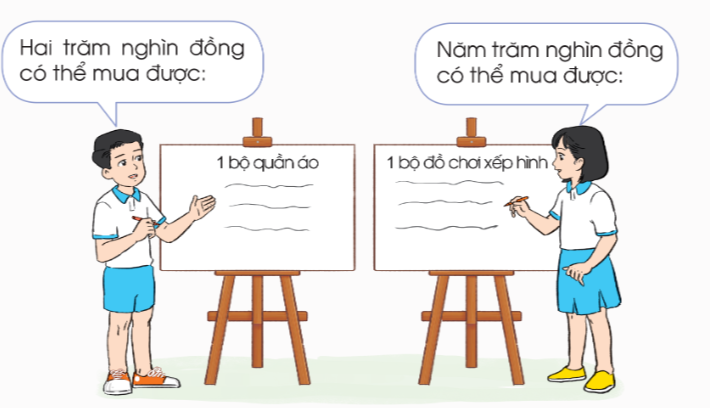 Hai trăm nghìn đồng
có thể mua được:
Năm trăm nghìn đồng
có thể mua được:
1 bộ quần áo
1 bộ đồ chơi xếp hình